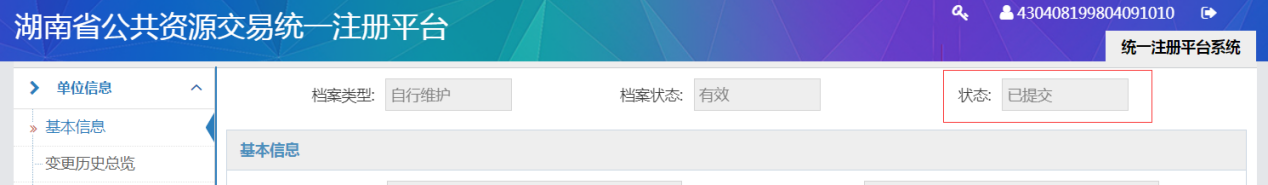 湖南省公共资源交易统一注册平台
430408199804091010
统一注册平台系统
单位信息
档案类型: 自行维护 档案状态: 有效 状态: 已提交
» 基本信息
基本信息
变更历史总览